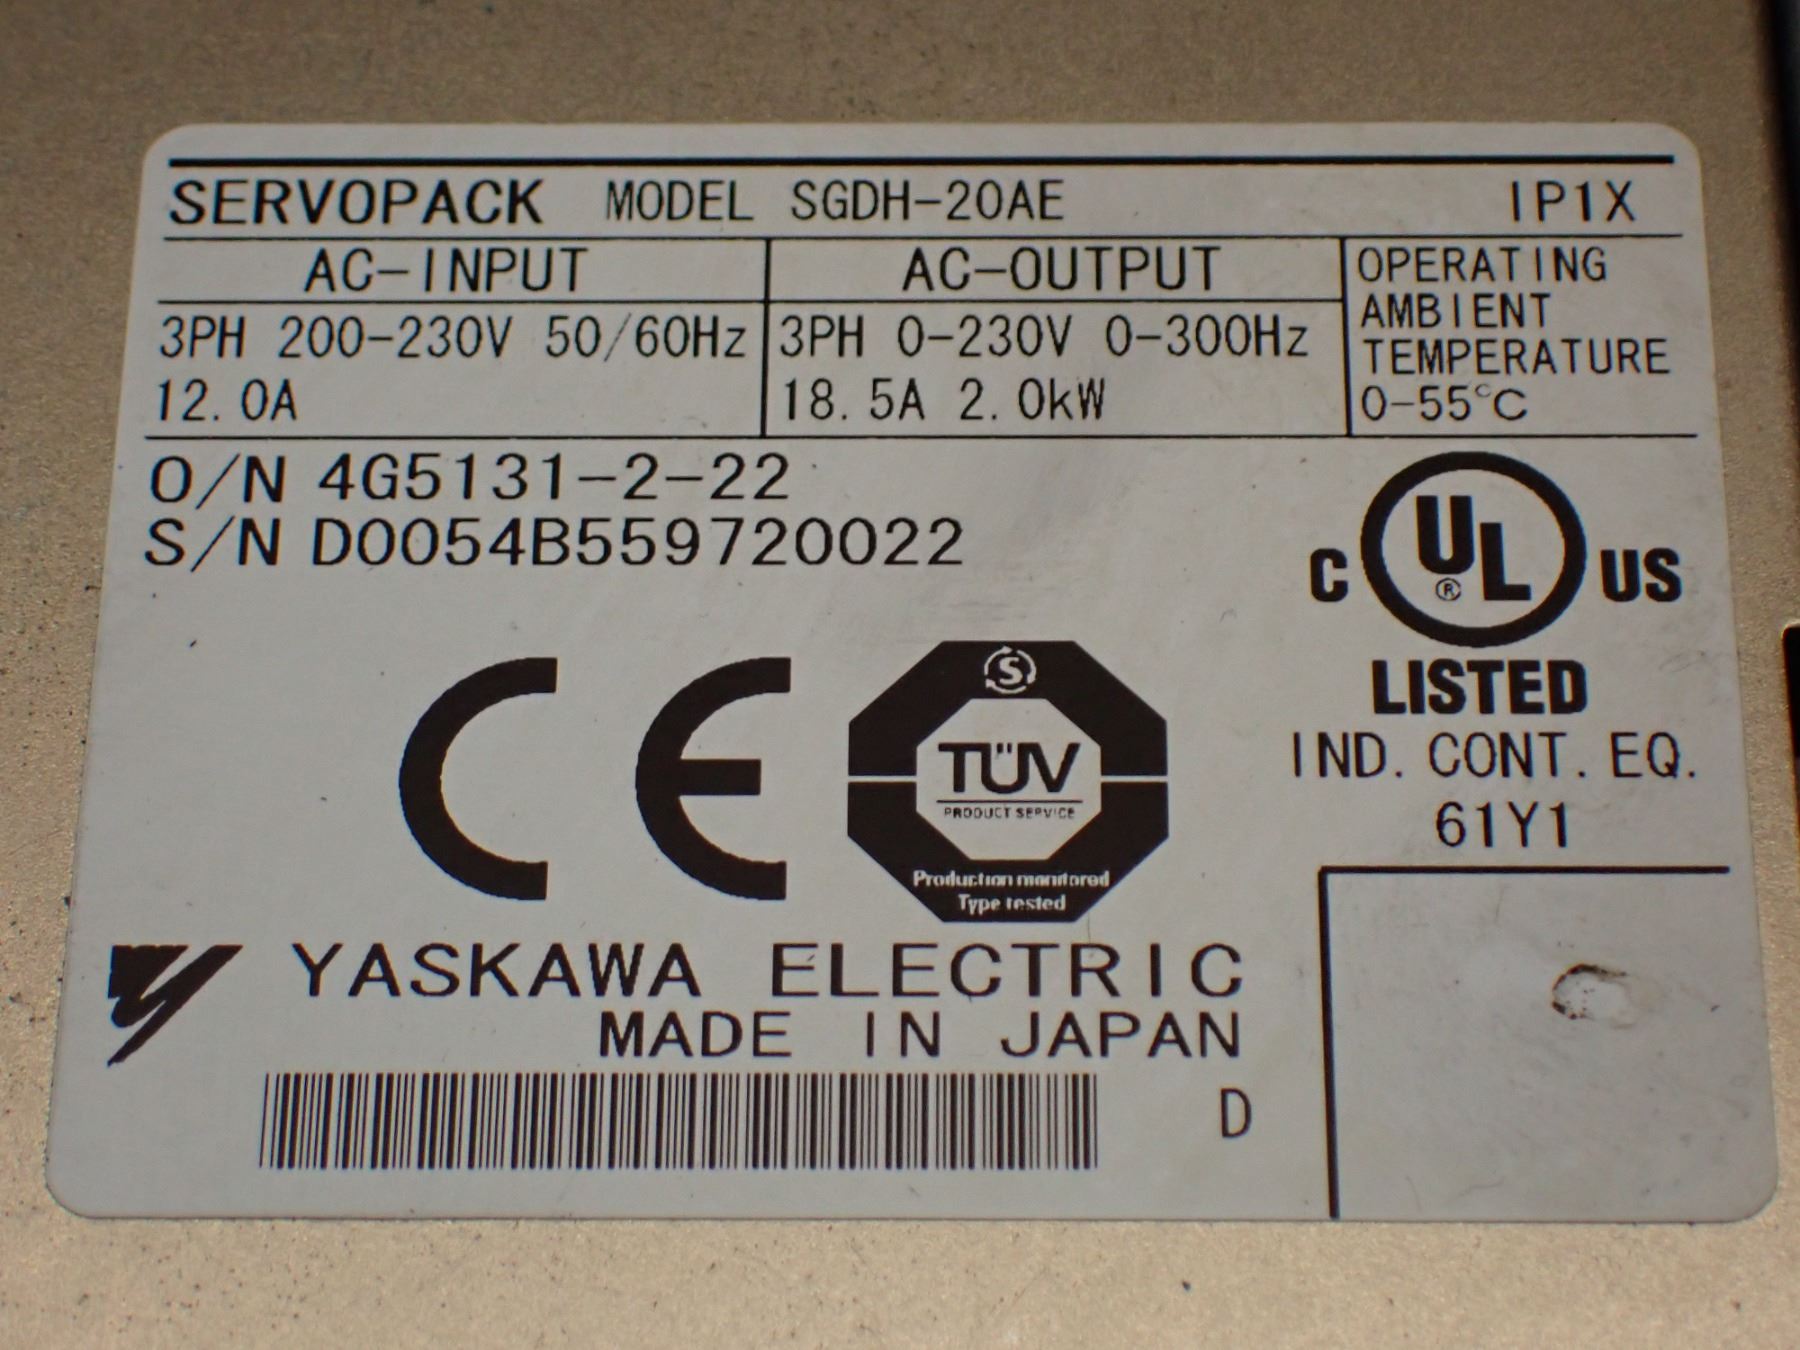 SERVOPACK MODEL SGDH-20AE IP1X
AC-INPUT AC-OUTPUT
3PH 200-230V 50/60Hz 3PH 0-230V 0-300Hz
12.0A 18.5A 2.0kW
OPERATING
AMBIENT
TEMPERATURE
0-55°C
O/N 4G5131-2-22
S/N D0054B559720022
C UL® US
LISTED
IND. CONT. EQ.
61Y1
CE
S
TÜV
PRODUCT SERVICE
Production monitored
Type tested
YASKAWA ELECTRIC
MADE IN JAPAN
D